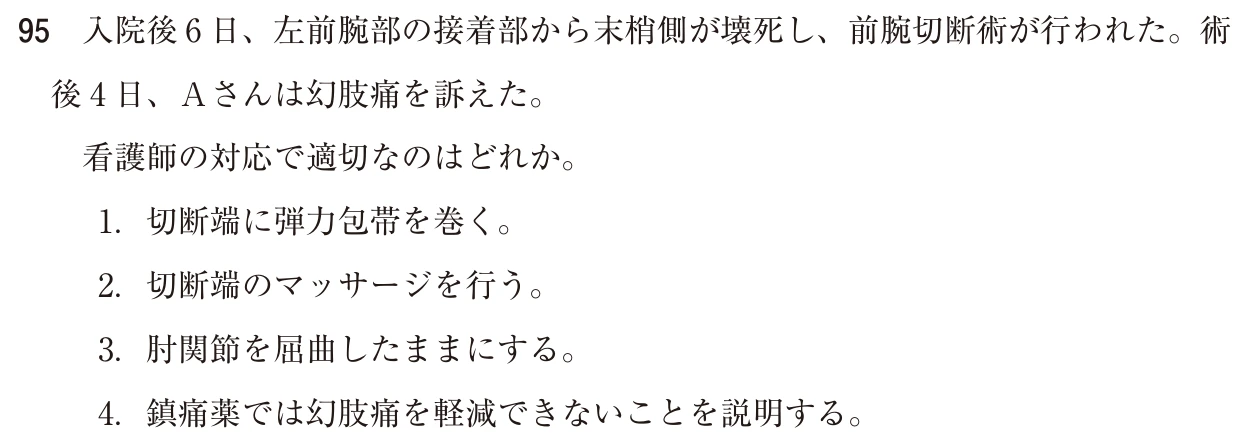 95　入院後６日、左前腕部の接着部から末梢側が壊死し、前腕切断術が行われた。術
後４日、Ａさんは幻肢痛を訴えた。
看護師の対応で適切なのはどれか。
1. 切断端に弾力包帯を巻く。
2. 切断端のマッサージを行う。
3. 肘関節を屈曲したままにする。
4. 鎮痛薬では幻肢痛を軽減できないことを説明する。